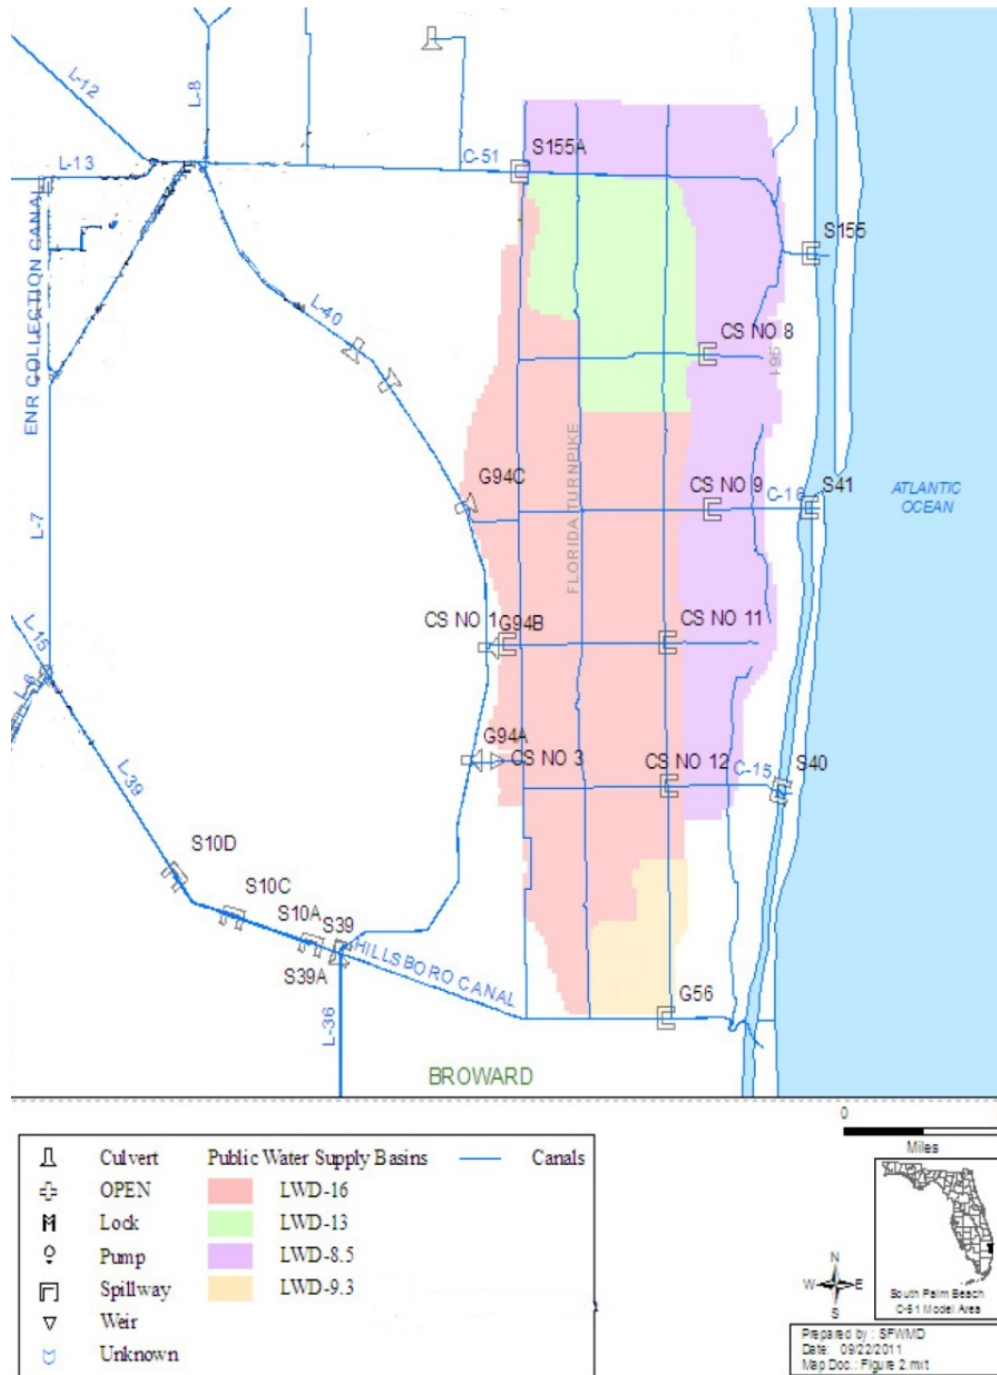 L-12
L-8
L-13
C-51
S155A
ENR COLLECTION CANAL
S155
L-40
CS NO 8
I95
FLORIDA TURNPIKE
G94C
CS NO 9
C-16
S41
ATLANTIC
OCEAN
L-7
CS NO 1
G94B
CS NO 11
L-15
L-6
G94A
CS NO 3
CS NO 12
C-15
S40
L-39
S10D
S10C
S10A
S39
S39A
HILLSBORO CANAL
G56
L-36
BROWARD
0
Miles
Culvert
OPEN
Lock
Pump
Spillway
Weir
Unknown
Public Water Supply Basins
LWD-16
LWD-13
LWD-8.5
LWD-9.3
Canals
N
W
E
S
South Palm Beach
C-51 Model Area
Prepared by : SFWMD
Date: 09/22/2011
Map Doc.: Figure 2.mxt